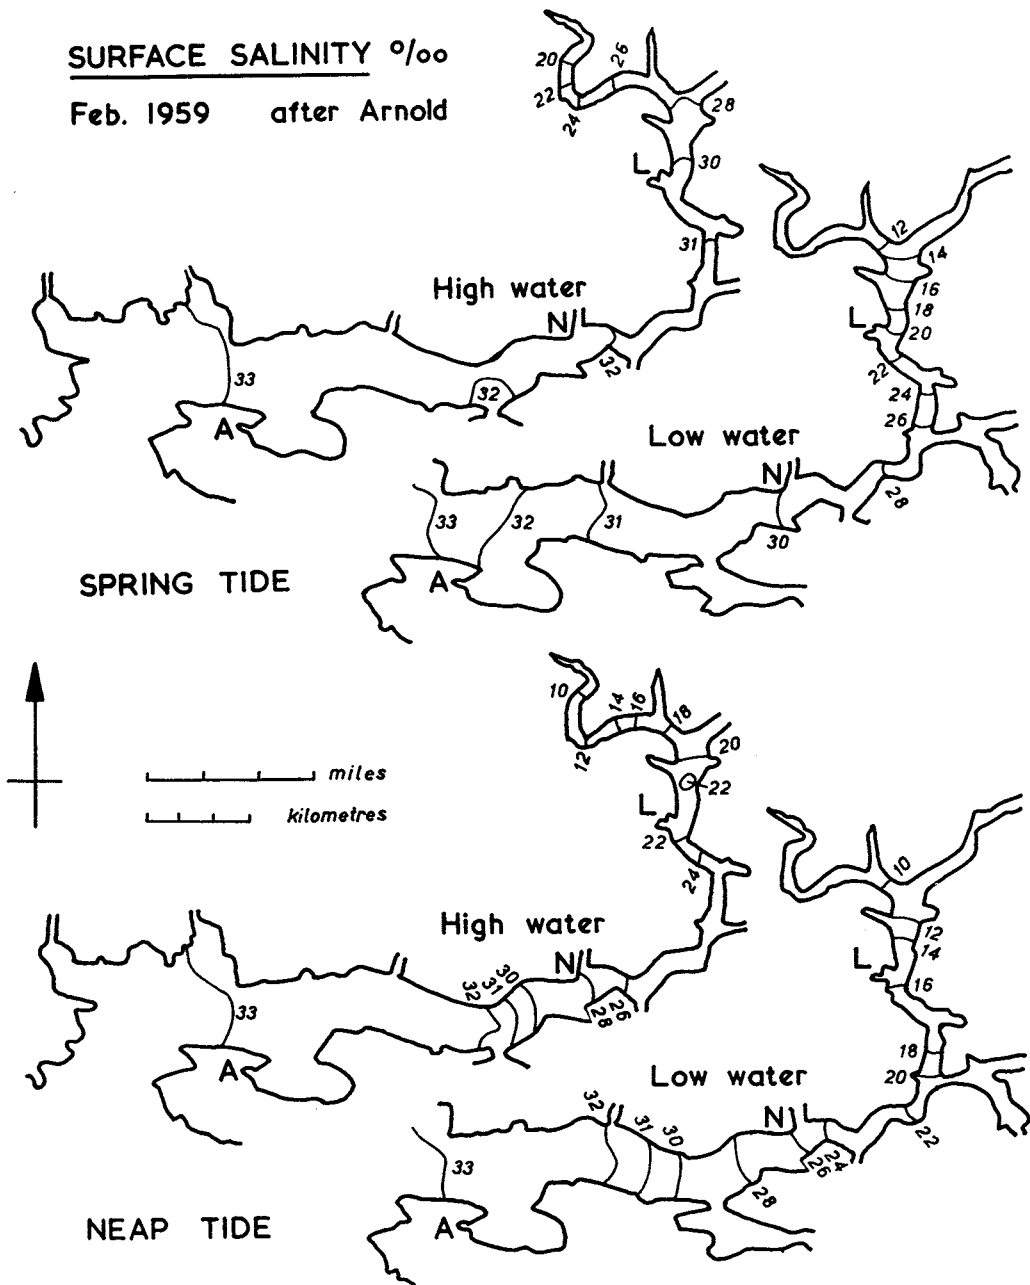 SURFACE SALINITY o/oo
Feb. 1959 after Arnold
20
26
22
24
28
L
30
31
High water
N
32
32
33
A
12
14
16
18
L
20
22
24
26
Low water
N
28
33
32
31
30
A
SPRING TIDE
10
14
16
18
12
20
22
L
22
24
miles
kilometres
High water
N
32
31
30
28
26
33
A
10
12
14
L
16
18
20
22
Low water
N
32
31
30
24
26
28
33
A
NEAP TIDE